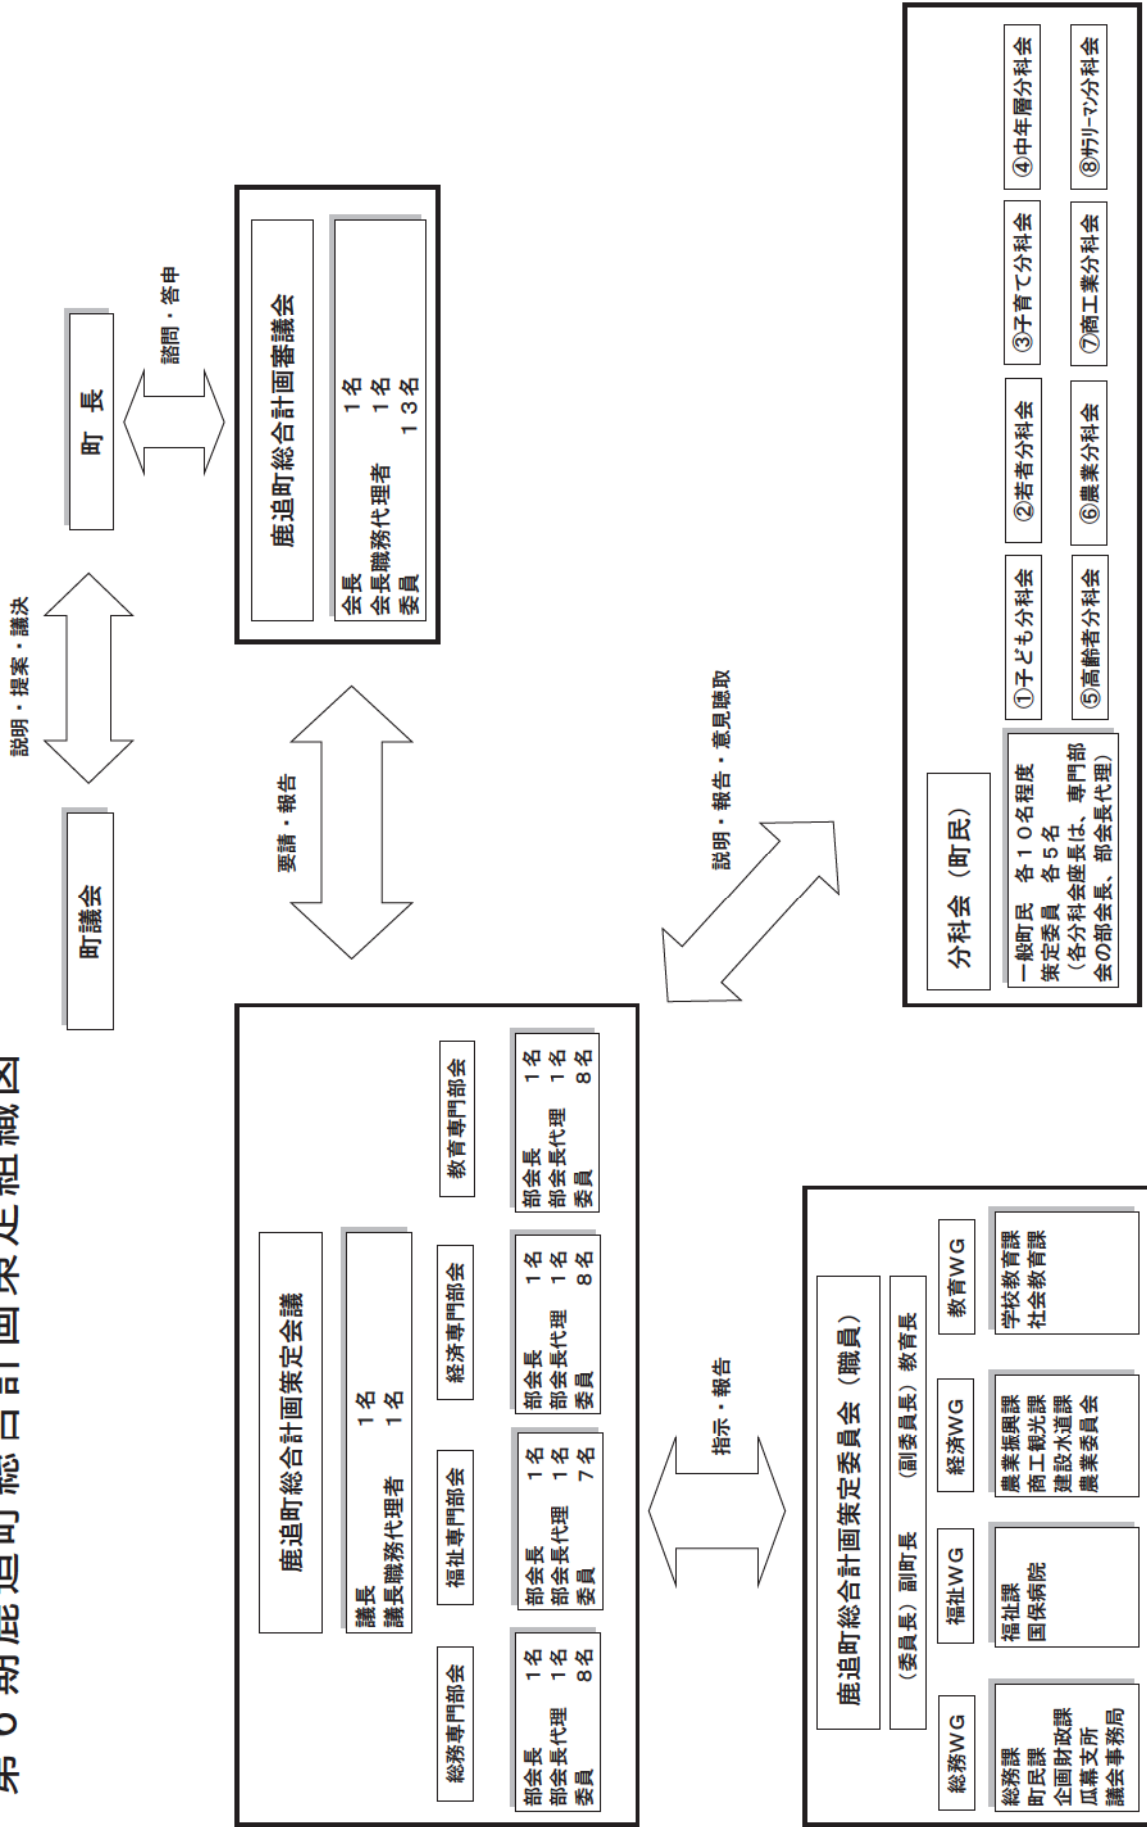 第６期鹿追町総合計画策定組織図
町議会
説明・提案・議決
町 長
諮問・答申
鹿追町総合計画策定会議
議長　１名
議長職務代理者　１名
総務専門部会
部会長　１名
部会長代理　１名
委員　８名
福祉専門部会
部会長　１名
部会長代理　１名
委員　７名
経済専門部会
部会長　１名
部会長代理　１名
委員　８名
教育専門部会
部会長　１名
部会長代理　１名
委員　８名
要請・報告
鹿追町総合計画審議会
会長　１名
会長職務代理者　１名
委員　１３名
指示・報告
説明・報告・意見聴取
鹿追町総合計画策定委員会（職員）
（委員長）副町長　（副委員長）教育長
総務WG
総務課
町民課
企画財政課
瓜幕支所
議会事務局
福祉WG
福祉課
国保病院
経済WG
農業振興課
商工観光課
建設水道課
農業委員会
教育WG
学校教育課
社会教育課
分科会（町民）
一般町民　各１０名程度
策定委員　各５名
（各分科会座長は、専門部
会の部会長、部会長代理）
①子ども分科会
②若者分科会
③子育て分科会
④中年層分科会
⑤高齢者分科会
⑥農業分科会
⑦商工業分科会
⑧ｻﾗﾘｰﾏﾝ分科会